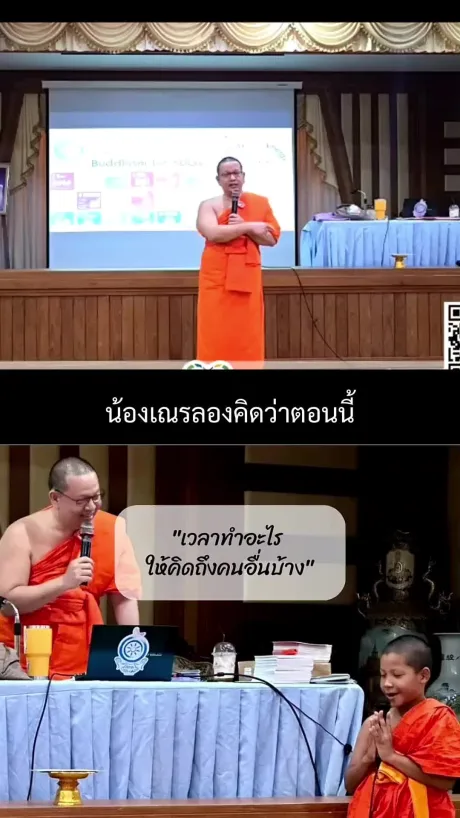 น้องเณรลองคิดว่าตอนนี้
"เวลาทำอะไร
ให้คิดถึงคนอื่นบ้าง"